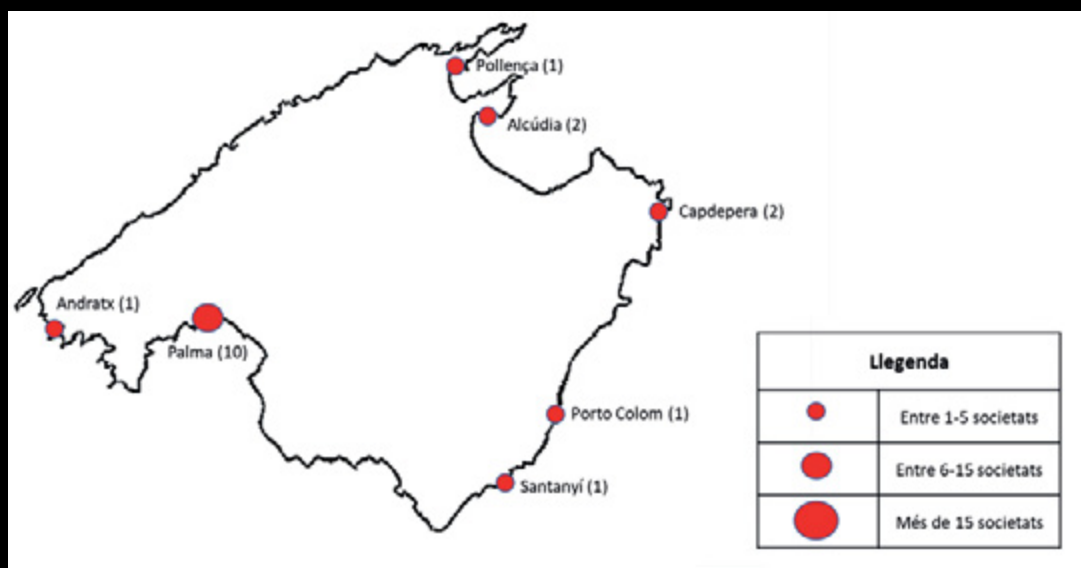 Pollença (1)
Alcúdia (2)
Capdepera (2)
Andratx (1)
Palma (10)
Porto Colom (1)
Santanyí (1)
Llegenda
Entre 1-5 societats
Entre 6-15 societats
Més de 15 societats